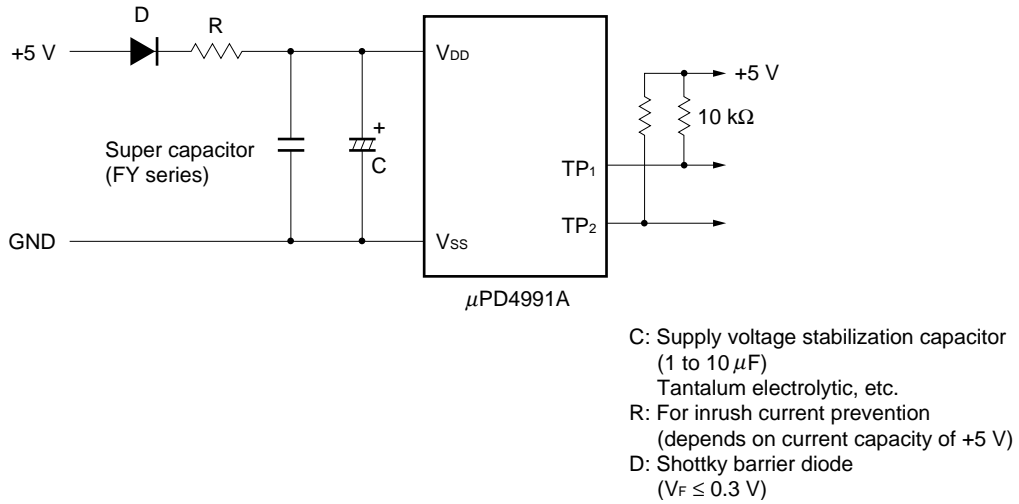 D
R
+5 V
VDD
+5 V
+
10 kΩ
Super capacitor
(FY series)
C
TP1
TP2
GND
VSS
μPD4991A
C: Supply voltage stabilization capacitor
(1 to 10 μF)
Tantalum electrolytic, etc.
R: For inrush current prevention
(depends on current capacity of +5 V)
D: Shottky barrier diode
(VF ≤ 0.3 V)